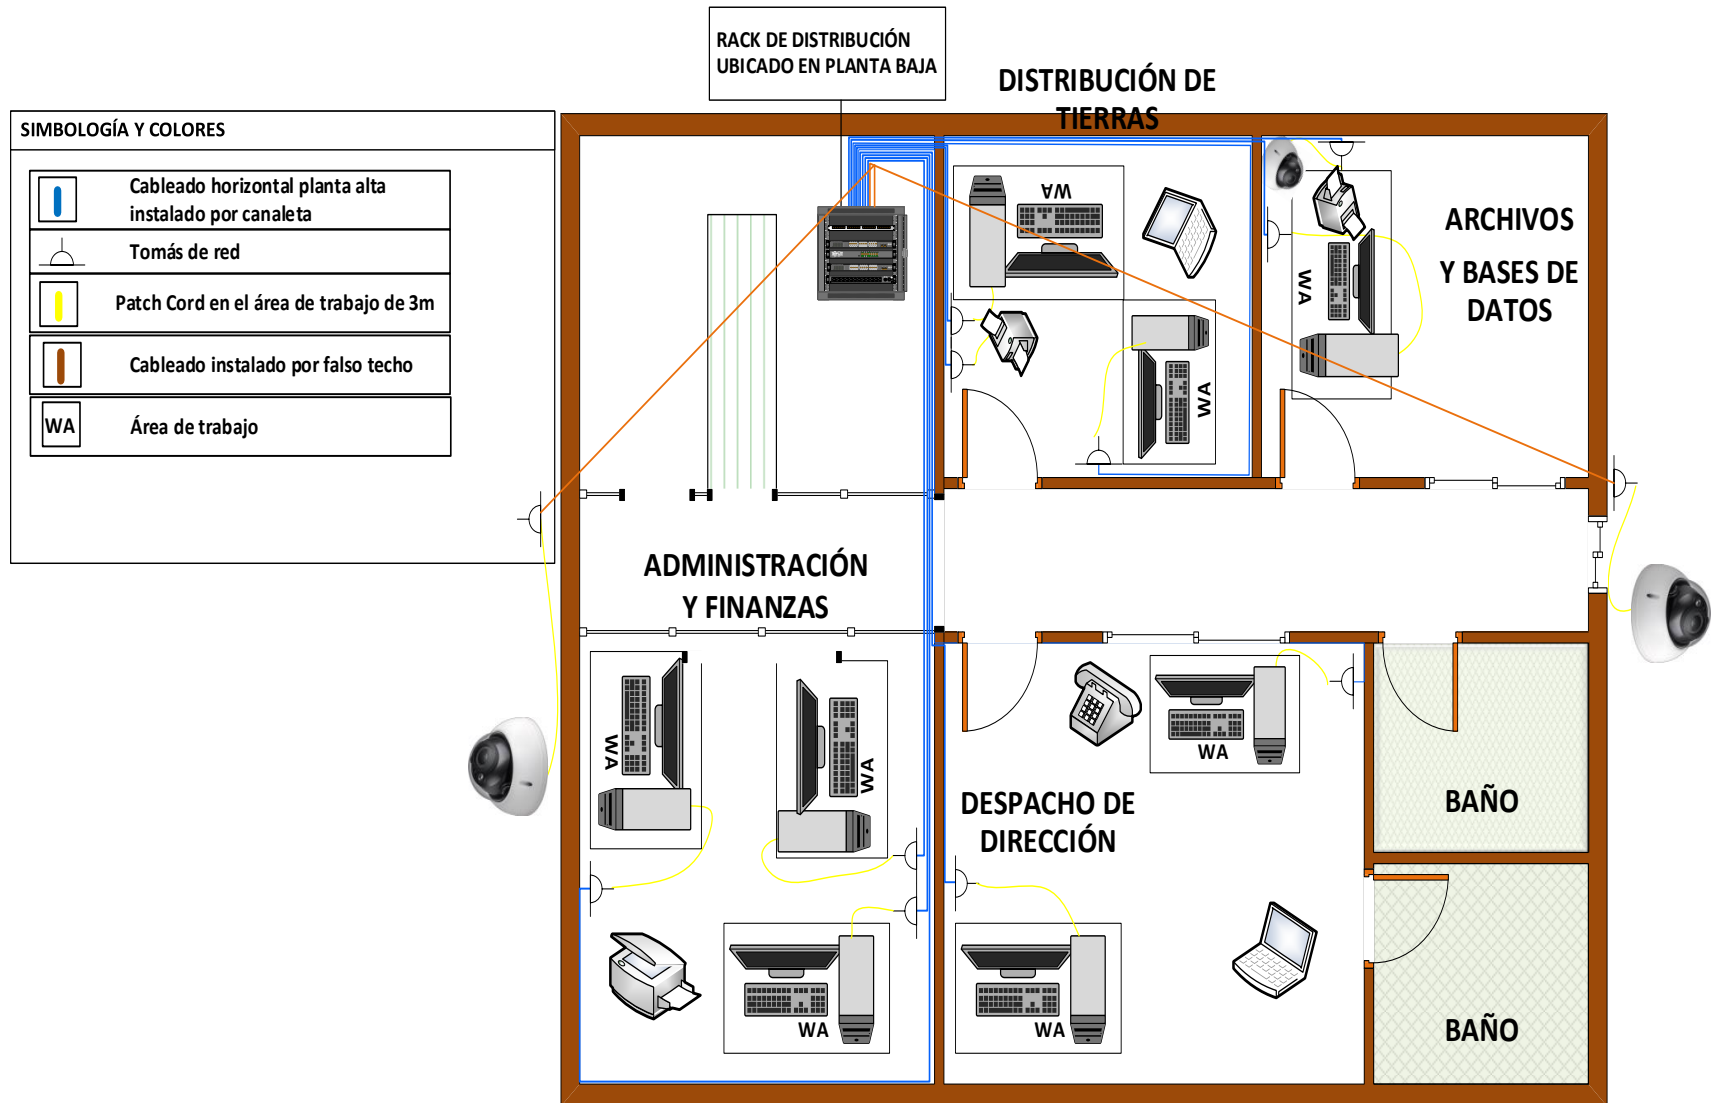 RACK DE DISTRIBUCIÓN
UBICADO EN PLANTA BAJA
DISTRIBUCIÓN DE
TIERRAS
SIMBOLOGÍA Y COLORES
Cableado horizontal planta alta
instalado por canaleta
Tomás de red
Patch Cord en el área de trabajo de 3m
Cableado instalado por falso techo
WA
Área de trabajo
WA
WA
WA
ARCHIVOS
Y BASES DE
DATOS
ADMINISTRACIÓN
Y FINANZAS
WA
WA
WA
DESPACHO DE
DIRECCIÓN
WA
WA
BAÑO
BAÑO